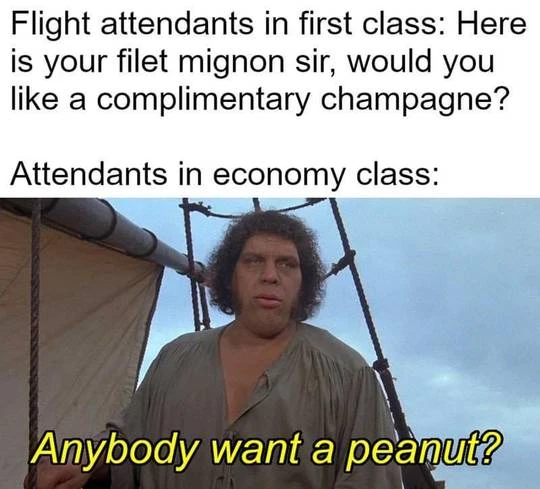 Flight attendants in first class: Here
is your filet mignon sir, would you
like a complimentary champagne?
Attendants in economy class:
Anybody want a peanut?